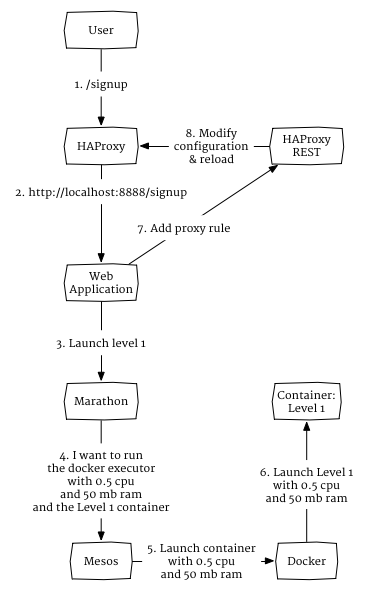 User
1. /signup
HAProxy
8. Modify
configuration
& reload
HAProxy
REST
2. http://localhost:8888/signup
7. Add proxy rule
Web
Application
3. Launch level 1
Marathon
Container:
Level 1
4. I want to run
the docker executor
with 0.5 cpu
and 50 mb ram
and the Level 1 container
6. Launch Level 1
with 0.5 cpu
and 50 mb ram
Mesos
5. Launch container
with 0.5 cpu
and 50 mb ram
Docker